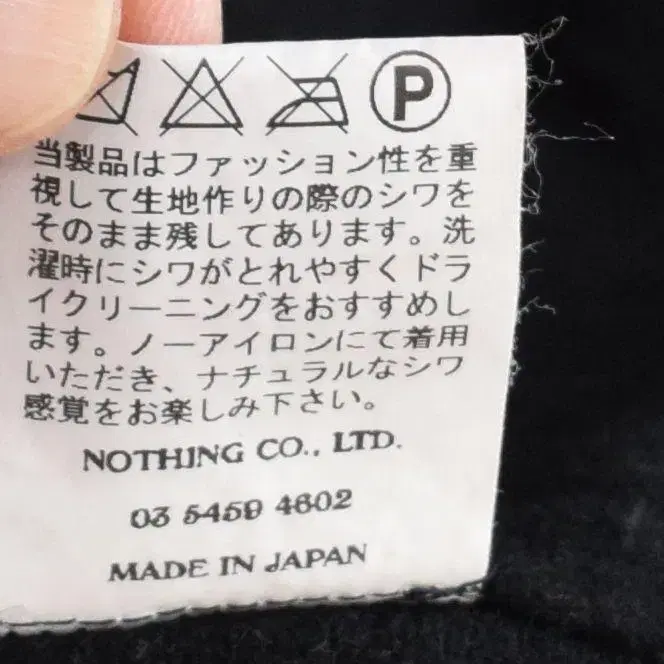 P
当製品はファッション性を重
視して生地作りの際のシワを
そのまま残してあります。洗
濯時にシワがとれやすくドラ
イクリーニングをおすすめし
ます。ノーアイロンにて着用
いただき、ナチュラルなシワ
感覚をお楽しみ下さい。
NOTHING CO., LTD.
03 5459 4602
MADE IN JAPAN